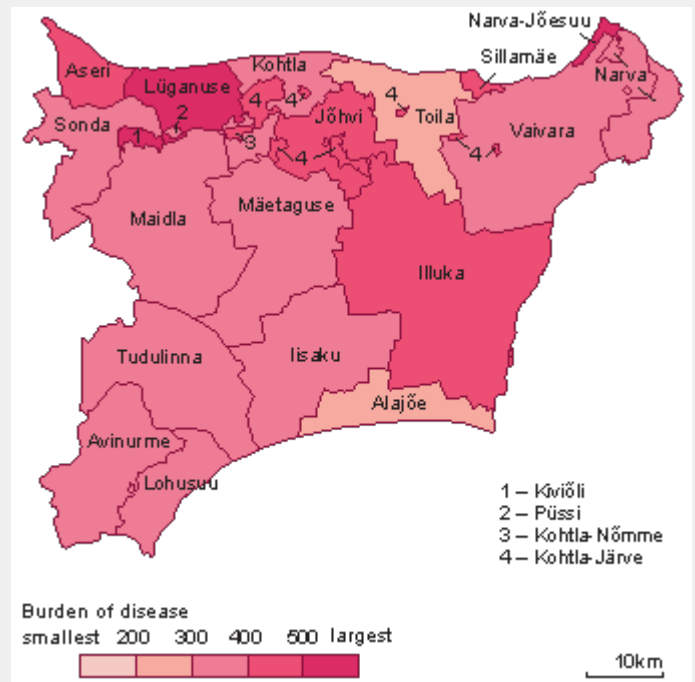 Narva-Jõesuu
Sillamäe
Kohtla
Aseri
Lüganuse
Narva
4
4
4
2
Jõhvi
Toila
Sonda
Vaivara
1
3
4
4
Maidla
Mäetaguse
Illuka
Tudulinna
Iisaku
Alajõe
Avinurme
Lohusuu
1 – Kiviõli
2 – Püssi
3 – Kohtla-Nõmme
4 – Kohtla-Järve
Burden of disease
smallest 200 300 400 500 largest
10km